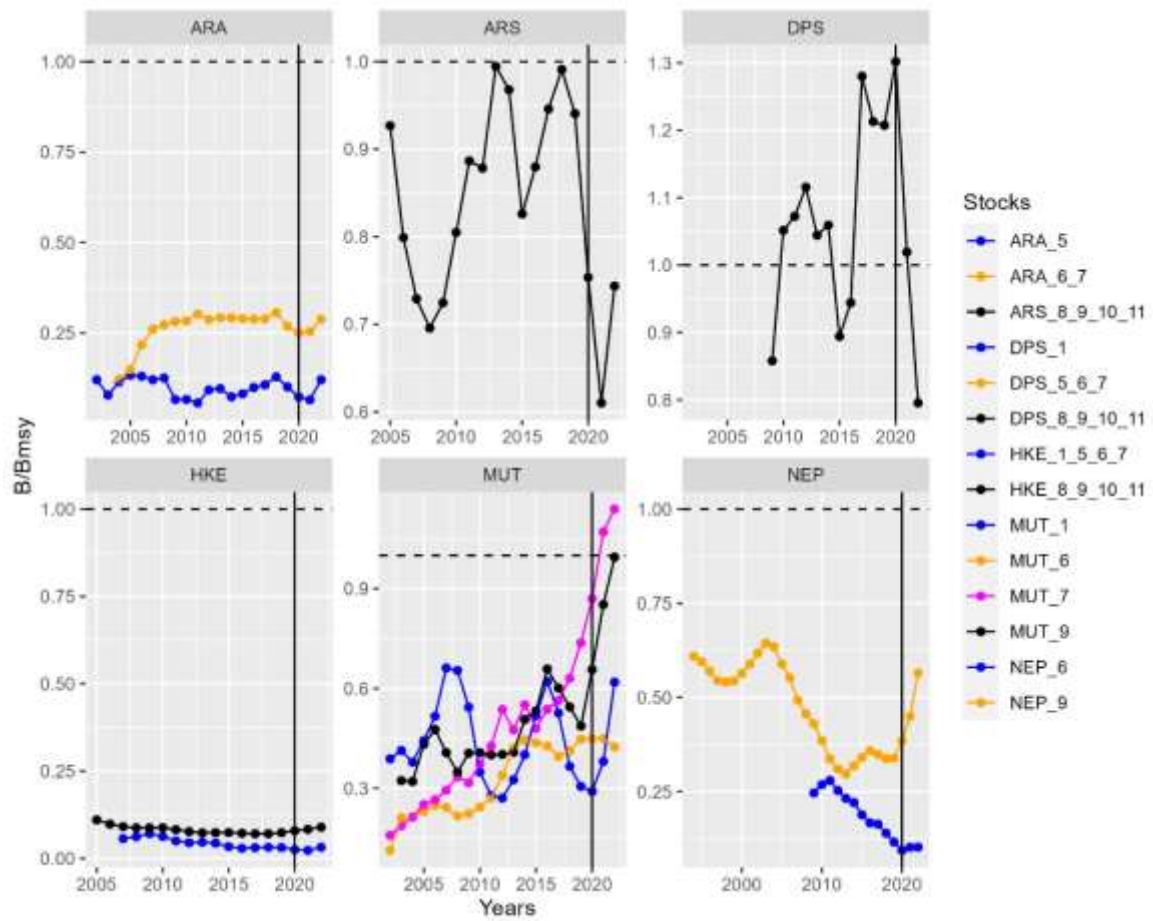 ARA
ARS
DPS
1.00
0.75
0.50
0.25
2005 2010 2015 2020
1.0
0.9
0.8
0.7
0.6
2005 2010 2015 2020
1.3
1.2
1.1
1.0
0.9
0.8
2005 2010 2015 2020
B/Bmsy
HKE
MUT
NEP
1.00
0.75
0.50
0.25
0.00
2005 2010 2015 2020
0.9
0.6
0.3
2005 2010 2015 2020
1.00
0.75
0.50
0.25
2000 2010 2020
Years
Stocks
ARA_5
ARA_6_7
ARS_8_9_10_11
DPS_1
DPS_5_6_7
DPS_8_9_10_11
HKE_1_5_6_7
HKE_8_9_10_11
MUT_1
MUT_6
MUT_7
MUT_9
NEP_6
NEP_9